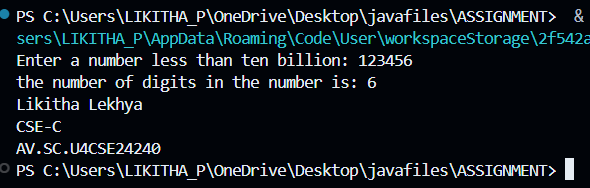 PS C:\Users\LIKITHA_P\OneDrive\Desktop\javafiles\ASSIGNMENT>  &
sers\LIKITHA_P\AppData\Roaming\Code\User\workspaceStorage\2f542a
Enter a number less than ten billion: 123456
the number of digits in the number is: 6
Likitha Lekhya
CSE-C
AV.SC.U4CSE24240
PS C:\Users\LIKITHA_P\OneDrive\Desktop\javafiles\ASSIGNMENT>